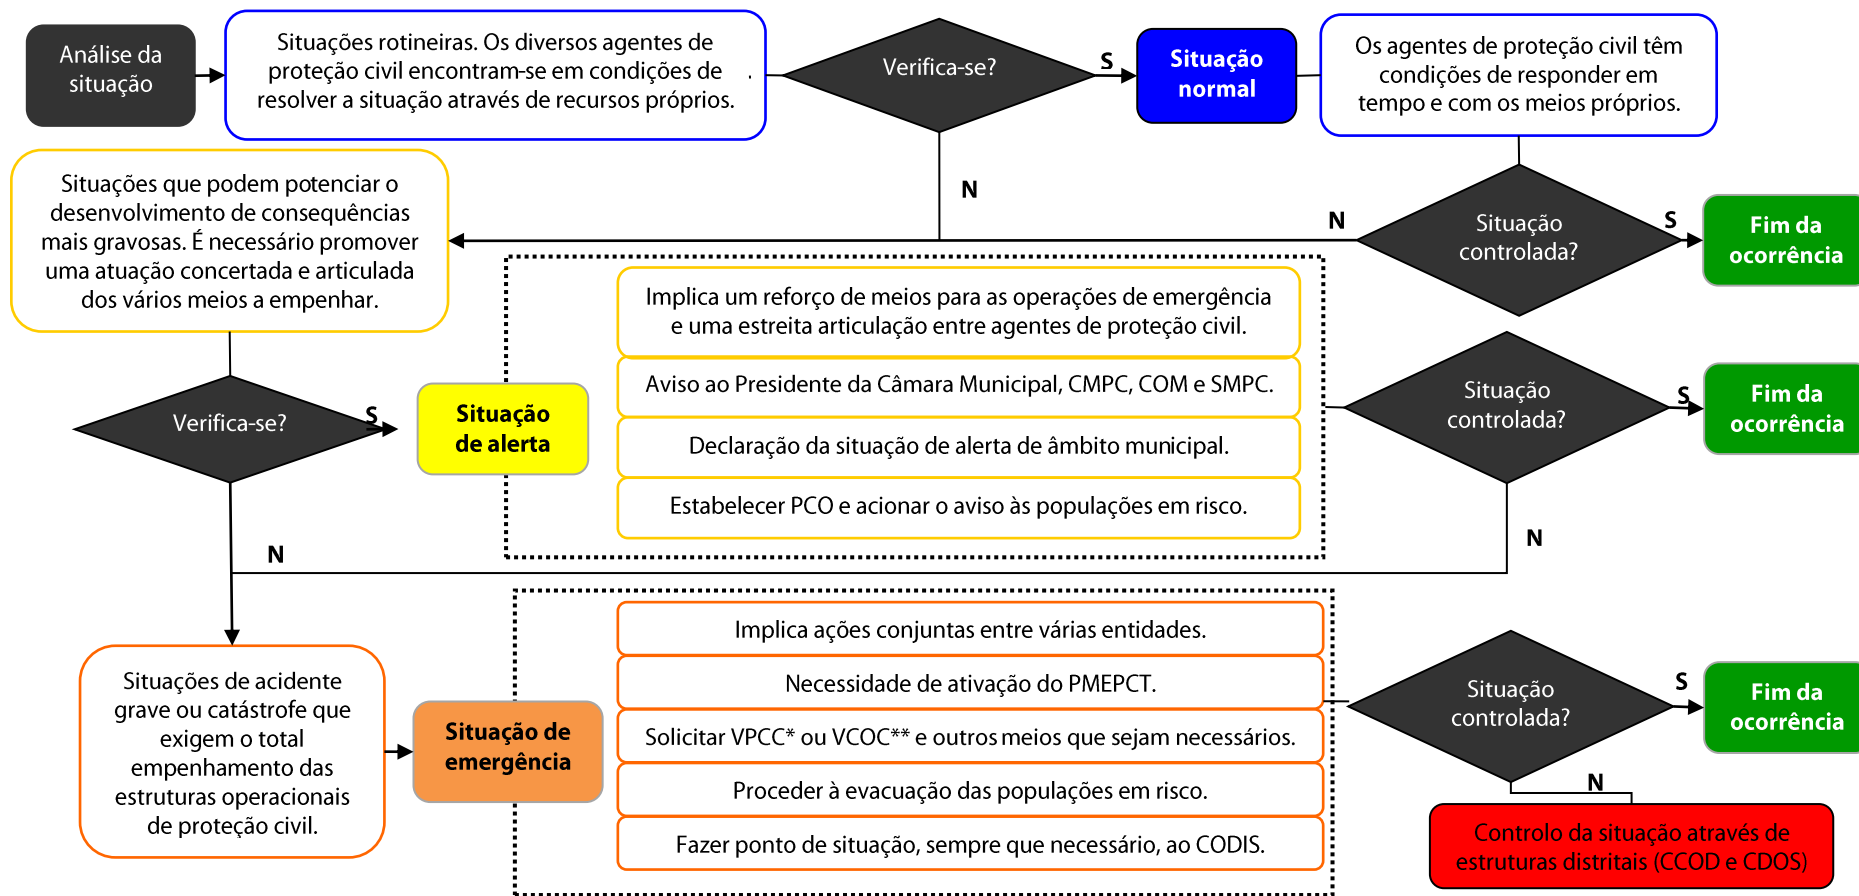 Análise da
situação
Situações rotineiras. Os diversos agentes de
proteção civil encontram-se em condições de
resolver a situação através de recursos próprios.
.
Verifica-se?
S
Situação
normal
Os agentes de proteção civil têm
condições de responder em
tempo e com os meios próprios.
N
Situação
controlada?
N
S
Fim da
ocorrência
Situações que podem potenciar o
desenvolvimento de consequências
mais gravosas. É necessário promover
uma atuação concertada e articulada
dos vários meios a empenhar.
Verifica-se?
S
Situação
de alerta
Implica um reforço de meios para as operações de emergência
e uma estreita articulação entre agentes de proteção civil.
Aviso ao Presidente da Câmara Municipal, CMPC, COM e SMPC.
Declaração da situação de alerta de âmbito municipal.
Estabelecer PCO e acionar o aviso às populações em risco.
Situação
controlada?
S
Fim da
ocorrência
N
N
Situações de acidente
grave ou catástrofe que
exigem o total
empenhamento das
estruturas operacionais
de proteção civil.
Situação de
emergência
Implica ações conjuntas entre várias entidades.
Necessidade de ativação do PMEPCT.
Solicitar VPCC* ou VCOC** e outros meios que sejam necessários.
Proceder à evacuação das populações em risco.
Fazer ponto de situação, sempre que necessário, ao CODIS.
Situação
controlada?
S
Fim da
ocorrência
N
Controlo da situação através de
estruturas distritais (CCOD e CDOS)